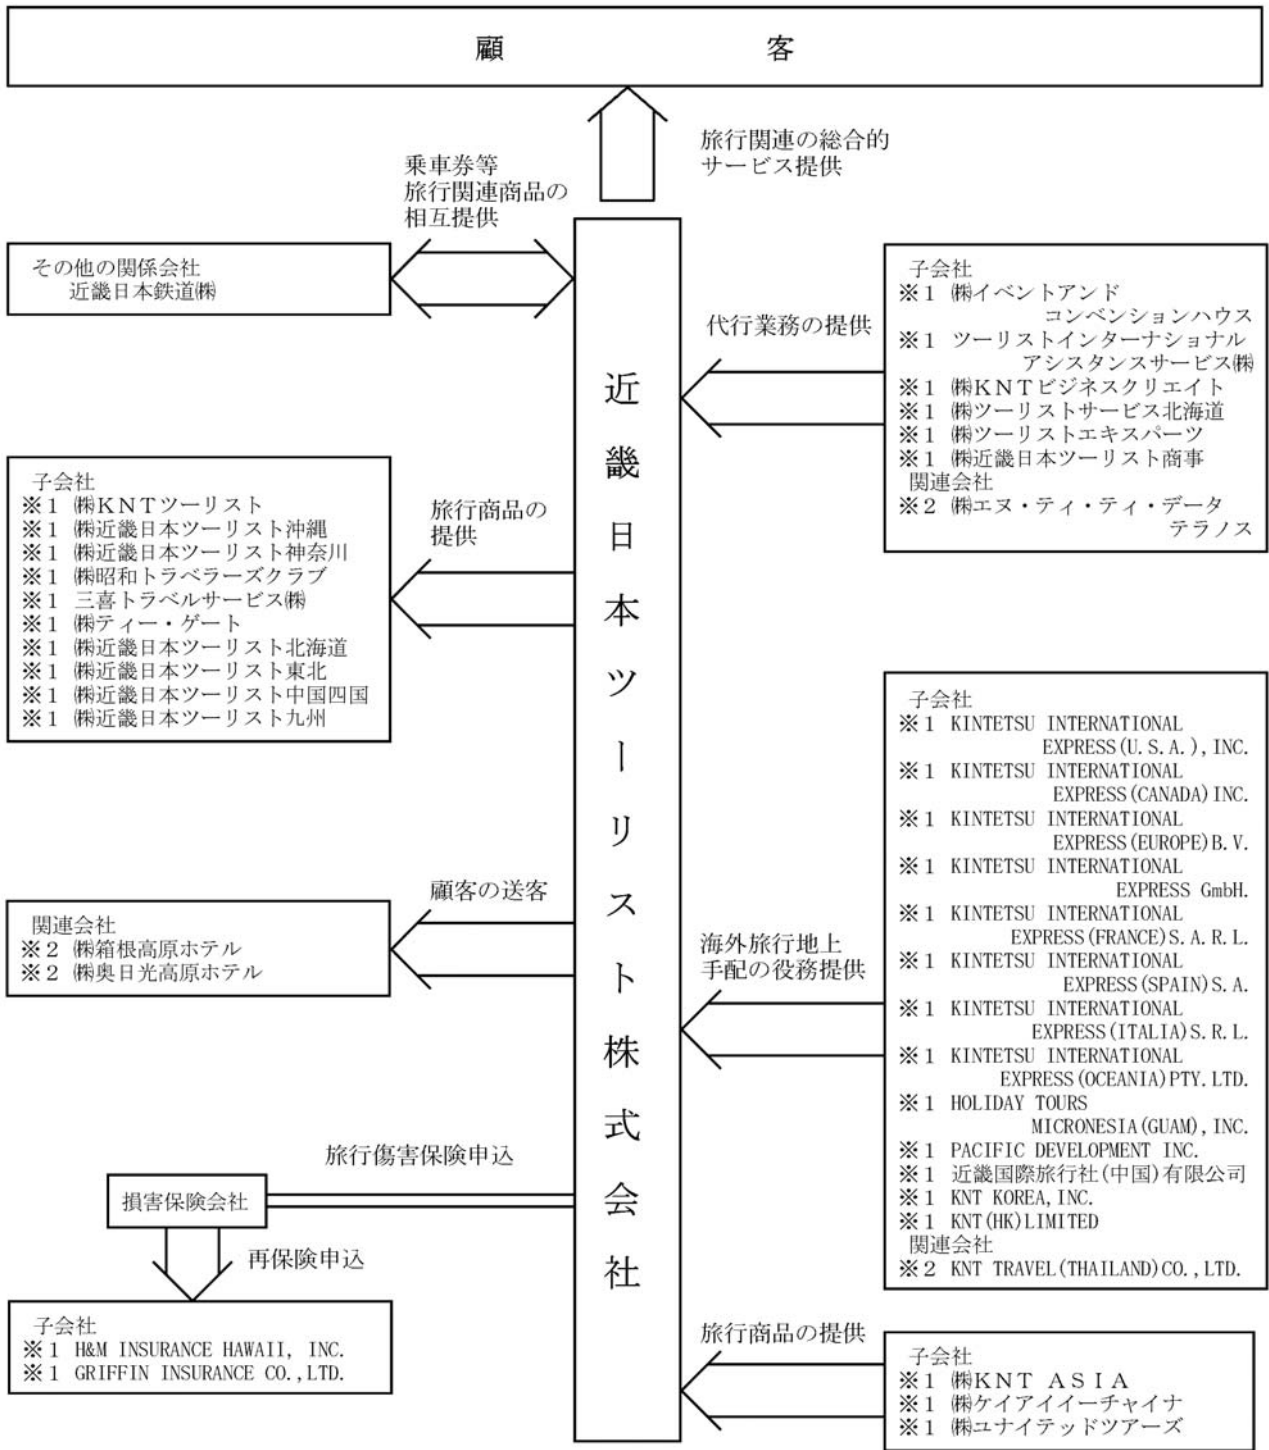 顧　客
旅行関連の総合的
サービス提供
乗車券等
旅行関連商品の
相互提供
その他の関係会社
近畿日本鉄道㈱
近畿日本ツーリスト株式会社
代行業務の提供
子会社
※1 ㈱イベントアンド
コンベンションハウス
※1 ツーリストインターナショナル
アシスタンスサービス㈱
※1 ㈱KNTビジネスクリエイト
※1 ㈱ツーリストサービス北海道
※1 ㈱ツーリストエキスパーツ
※1 ㈱近畿日本ツーリスト商事
関連会社
※2 ㈱エヌ・ティ・ティ・データ
テラノス
旅行商品の
提供
子会社
※1 ㈱KNTツーリスト
※1 ㈱近畿日本ツーリスト沖縄
※1 ㈱近畿日本ツーリスト神奈川
※1 ㈱昭和トラベラーズクラブ
※1 三喜トラベルサービス㈱
※1 ㈱ティー・ゲート
※1 ㈱近畿日本ツーリスト北海道
※1 ㈱近畿日本ツーリスト東北
※1 ㈱近畿日本ツーリスト中国四国
※1 ㈱近畿日本ツーリスト九州
顧客の送客
関連会社
※2 ㈱箱根高原ホテル
※2 ㈱奥日光高原ホテル
海外旅行地上
手配の役務提供
子会社
※1 KINTETSU INTERNATIONAL
EXPRESS(U.S.A.),INC.
※1 KINTETSU INTERNATIONAL
EXPRESS(CANADA)INC.
※1 KINTETSU INTERNATIONAL
EXPRESS(EUROPE)B.V.
※1 KINTETSU INTERNATIONAL
EXPRESS GmbH.
※1 KINTETSU INTERNATIONAL
EXPRESS(FRANCE)S.A.R.L.
※1 KINTETSU INTERNATIONAL
EXPRESS(SPAIN)S.A.
※1 KINTETSU INTERNATIONAL
EXPRESS(ITALIA)S.R.L.
※1 KINTETSU INTERNATIONAL
EXPRESS(OCEANIA)PTY.LTD.
※1 HOLIDAY TOURS
MICRONESIA(GUAM),INC.
※1 PACIFIC DEVELOPMENT INC.
※1 近畿国際旅行社(中国)有限公司
※1 KNT KOREA,INC.
※1 KNT(HK)LIMITED
関連会社
※2 KNT TRAVEL(THAILAND)CO.,LTD.
旅行傷害保険申込
損害保険会社
再保険申込
子会社
※1 H&M INSURANCE HAWAII, INC.
※1 GRIFFIN INSURANCE CO.,LTD.
旅行商品の提供
子会社
※1 ㈱KNT ASIA
※1 ㈱ケイアイイーチャイナ
※1 ㈱ユナイテッドツアーズ